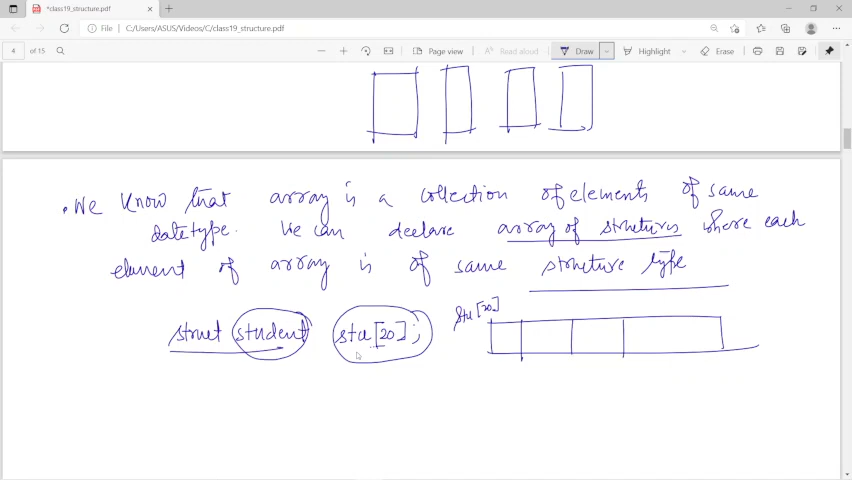 *class19_structure.pdf
File | C:/Users/ASUS/Videos/C/class19_structure.pdf
4 of 15 Page view Read aloud Draw Highlight Erase
. We know that array is a collection of elements of same
datatype. We can declare array of structures where each
element of array is of same structure type
struct student stu[20];
stu[20]